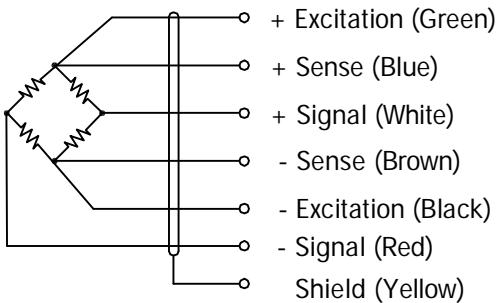 + Excitation (Green)
+ Sense (Blue)
+ Signal (White)
- Sense (Brown)
- Excitation (Black)
- Signal (Red)
Shield (Yellow)